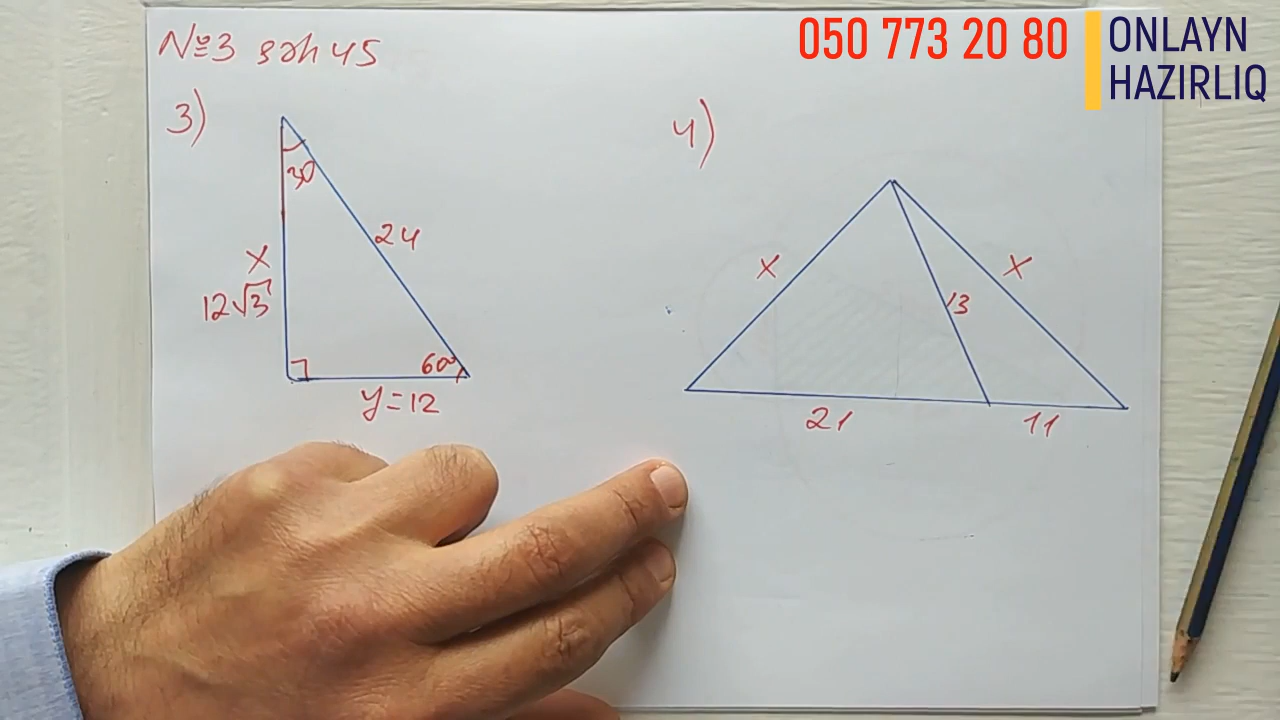 №3 səh 45
050 773 20 80
ONLAYN
HAZIRLIQ
3)
30
24
x
12√3
60°
y=12
4)
x
x
13
21
11